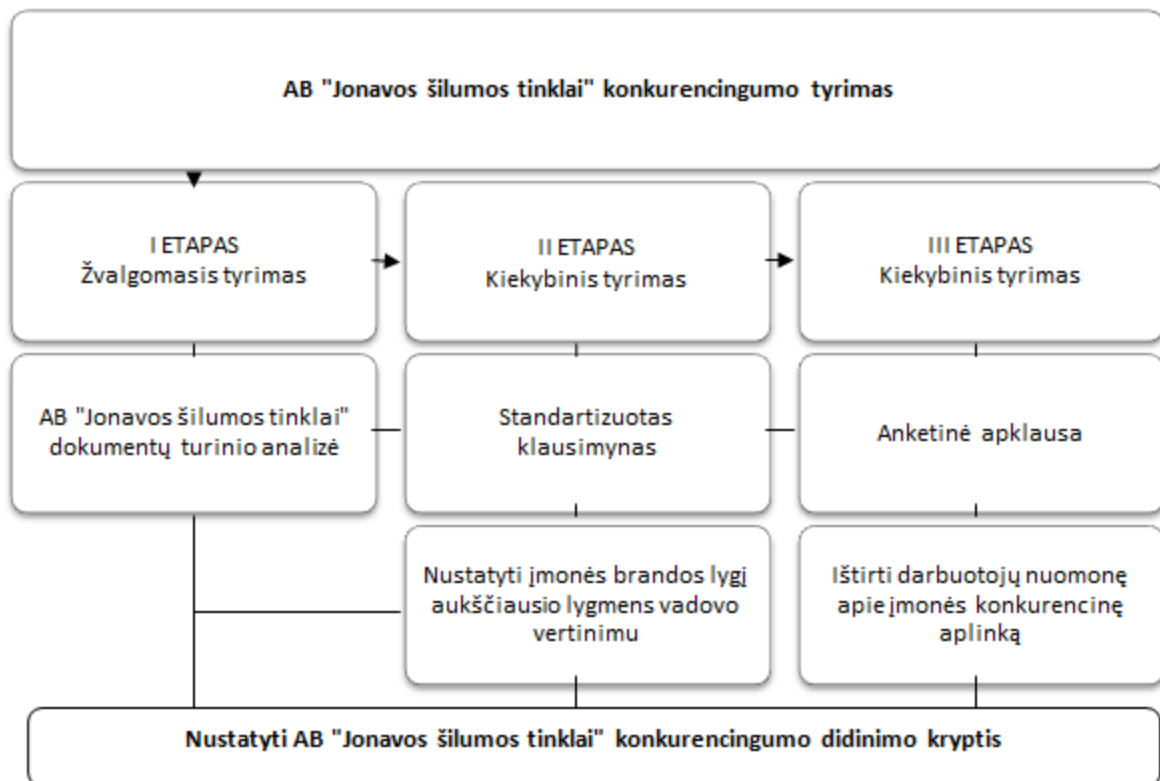 AB "Jonavos šilumos tinklai" konkurencingumo tyrimas
I ETAPAS
Žvalgomasis tyrimas
II ETAPAS
Kiekybinis tyrimas
III ETAPAS
Kiekybinis tyrimas
AB "Jonavos šilumos tinklai"
dokumentų turinio analizė
Standartizuotas
klausimynas
Anketinė apklausa
Nustatyti įmonės brandos lygį
aukščiausio lygmens vadovo
vertinimu
Ištirti darbuotojų nuomonę
apie įmonės konkurencinę
aplinką
Nustatyti AB "Jonavos šilumos tinklai" konkurencingumo didinimo kryptis